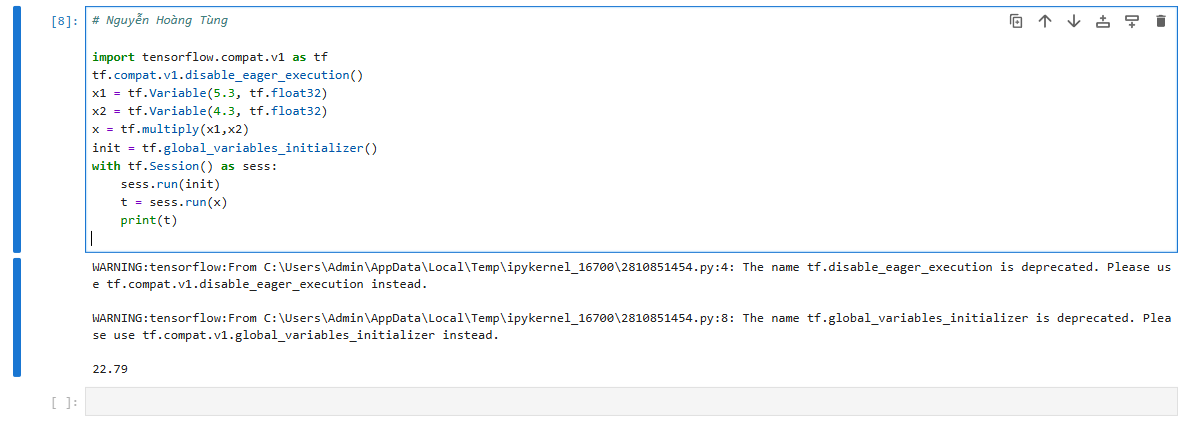 [8]:
# Nguyễn Hoàng Tùng
import tensorflow.compat.v1 as tf
tf.compat.v1.disable_eager_execution()
x1 = tf.Variable(5.3, tf.float32)
x2 = tf.Variable(4.3, tf.float32)
x = tf.multiply(x1,x2)
init = tf.global_variables_initializer()
with tf.Session() as sess:
    sess.run(init)
    t = sess.run(x)
    print(t)
WARNING:tensorflow:From C:\Users\Admin\AppData\Local\Temp\ipykernel_16700\2810851454.py:4: The name tf.disable_eager_execution is deprecated. Please us
e tf.compat.v1.disable_eager_execution instead.
WARNING:tensorflow:From C:\Users\Admin\AppData\Local\Temp\ipykernel_16700\2810851454.py:8: The name tf.global_variables_initializer is deprecated. Plea
se use tf.compat.v1.global_variables_initializer instead.
22.79
[ ]: